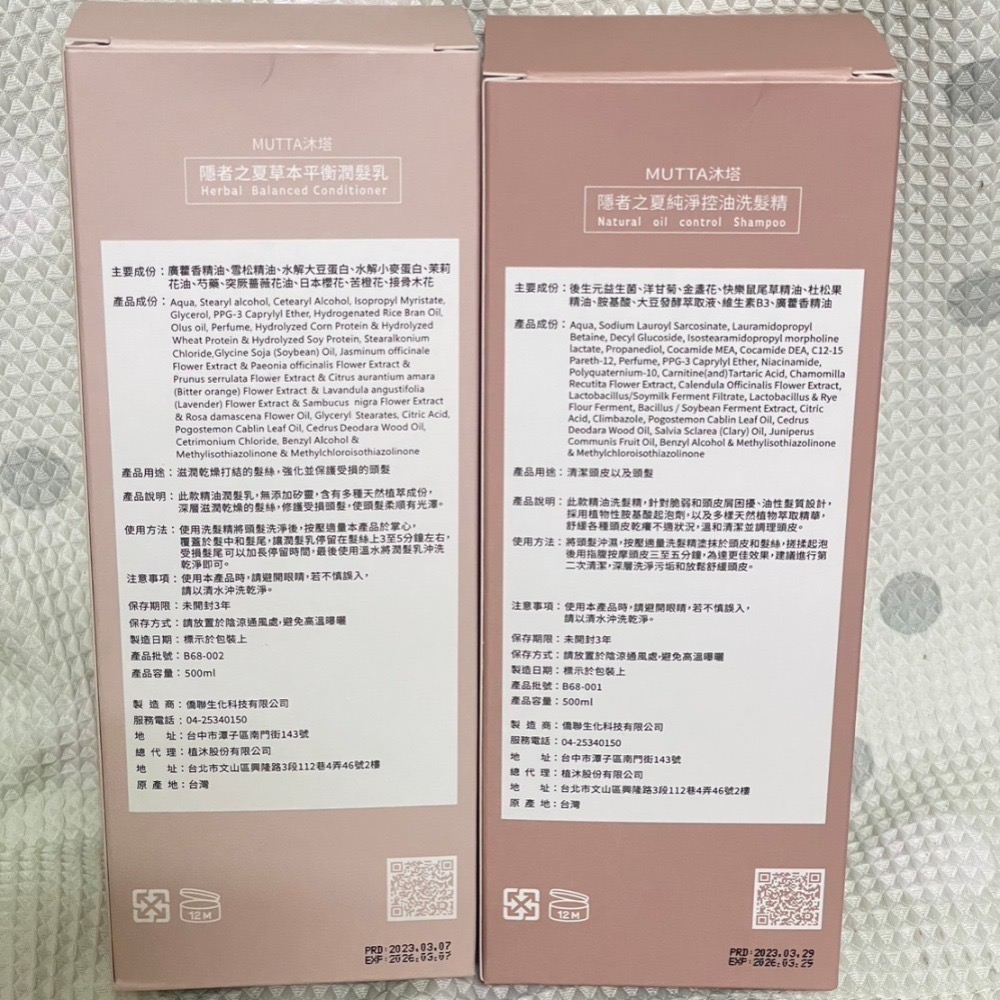 MUTTA沐塔
隱者之夏草本平衡潤髮乳
Herbal Balanced Conditioner
主要成份：廣藿香精油、雪松精油、水解大豆蛋白、水解小麥蛋白、茉莉
花油、芍藥、突厥薔薇花油、日本櫻花、苦橙花、接骨木花
產品成份：Aqua, Stearyl alcohol, Cetearyl Alcohol, Isopropyl Myristate,
Glycerol, PPG-3 Caprylyl Ether, Hydrogenated Rice Bran Oil,
Olus oil, Perfume, Hydrolyzed Corn Protein & Hydrolyzed
Wheat Protein & Hydrolyzed Soy Protein, Stearalkonium
Chloride,Glycine Soja (Soybean) Oil, Jasminum officinale
Flower Extract & Paeonia officinalis Flower Extract &
Prunus serrulata Flower Extract & Citrus aurantium amara
(Bitter orange) Flower Extract & Lavandula angustifolia
(Lavender) Flower Extract & Sambucus nigra Flower Extract
& Rosa damascena Flower Oil, Glyceryl Stearates, Citric Acid,
Pogostemon Cablin Leaf Oil, Cedrus Deodara Wood Oil,
Cetrimonium Chloride, Benzyl Alcohol &
Methylisothiazolinone & Methylchloroisothiazolinone
產品用途：滋潤乾燥打結的髮絲，強化並保護受損的頭髮
產品說明：此款精油潤髮乳，無添加矽靈，含有多種天然植萃成份，
深層滋潤乾燥的髮絲，修護受損頭髮，使頭髮柔順有光澤。
使用方法：使用洗髮精將頭髮洗淨後，按壓適量本產品於掌心，
覆蓋於髮中和髮尾，讓潤髮乳停留在髮絲上3至5分鐘左右，
受損髮尾可以加長停留時間，最後使用溫水將潤髮乳沖洗
乾淨即可。
注意事項：使用本產品時，請避開眼睛，若不慎誤入，
請以清水沖洗乾淨。
保存期限：未開封3年
保存方式：請放置於陰涼通風處，避免高溫曝曬
製造日期：標示於包裝上
產品批號：B68-002
產品容量：500ml
製 造 商：僑聯生化科技有限公司
服務電話：04-25340150
地　　址：台中市潭子區南門街143號
總 代 理：植沐股份有限公司
地　　址：台北市文山區興隆路3段112巷4弄46號2樓
原 產 地：台灣
12M
PRD:2023.03.07
EXP:2026.03.07
MUTTA沐塔
隱者之夏純淨控油洗髮精
Natural oil control Shampoo
主要成份：後生元益生菌、洋甘菊、金盞花、快樂鼠尾草精油、杜松果
精油、胺基酸、大豆發酵萃取液、維生素B3、廣藿香精油
產品成份：Aqua, Sodium Lauroyl Sarcosinate, Lauramidopropyl
Betaine, Decyl Glucoside, Isostearamidopropyl morpholine
lactate, Propanediol, Cocamide MEA, Cocamide DEA, C12-15
Pareth-12, Perfume, PPG-3 Caprylyl Ether, Niacinamide,
Polyquaternium-10, Carnitine(and)Tartaric Acid, Chamomilla
Recutita Flower Extract, Calendula Officinalis Flower Extract,
Lactobacillus/Soymilk Ferment Filtrate, Lactobacillus & Rye
Flour Ferment, Bacillus / Soybean Ferment Extract, Citric
Acid, Climbazole, Pogostemon Cablin Leaf Oil, Cedrus
Deodara Wood Oil, Salvia Sclarea (Clary) Oil, Juniperus
Communis Fruit Oil, Benzyl Alcohol & Methylisothiazolinone
& Methylchloroisothiazolinone
產品用途：清潔頭皮以及頭髮
產品說明：此款精油洗髮精，針對脆弱和頭皮屑困擾、油性髮質設計，
採用植物性胺基酸起泡劑，以及多樣天然植物萃取精華，
舒緩各種頭皮乾癢不適狀況，溫和清潔並調理頭皮。
使用方法：將頭髮沖濕，按壓適量洗髮精塗抹於頭皮和髮絲，搓揉起泡
後用指腹按摩頭皮三至五分鐘，為達更佳效果，建議進行第
二次清潔，深層洗淨污垢和放鬆舒緩頭皮。
注意事項：使用本產品時，請避開眼睛，若不慎誤入，
請以清水沖洗乾淨。
保存期限：未開封3年
保存方式：請放置於陰涼通風處，避免高溫曝曬
製造日期：標示於包裝上
產品批號：B68-001
產品容量：500ml
製 造 商：僑聯生化科技有限公司
服務電話：04-25340150
地　　址：台中市潭子區南門街143號
總 代 理：植沐股份有限公司
地　　址：台北市文山區興隆路3段112巷4弄46號2樓
原 產 地：台灣
12M
PRD:2023.03.29
EXP:2026.03.29